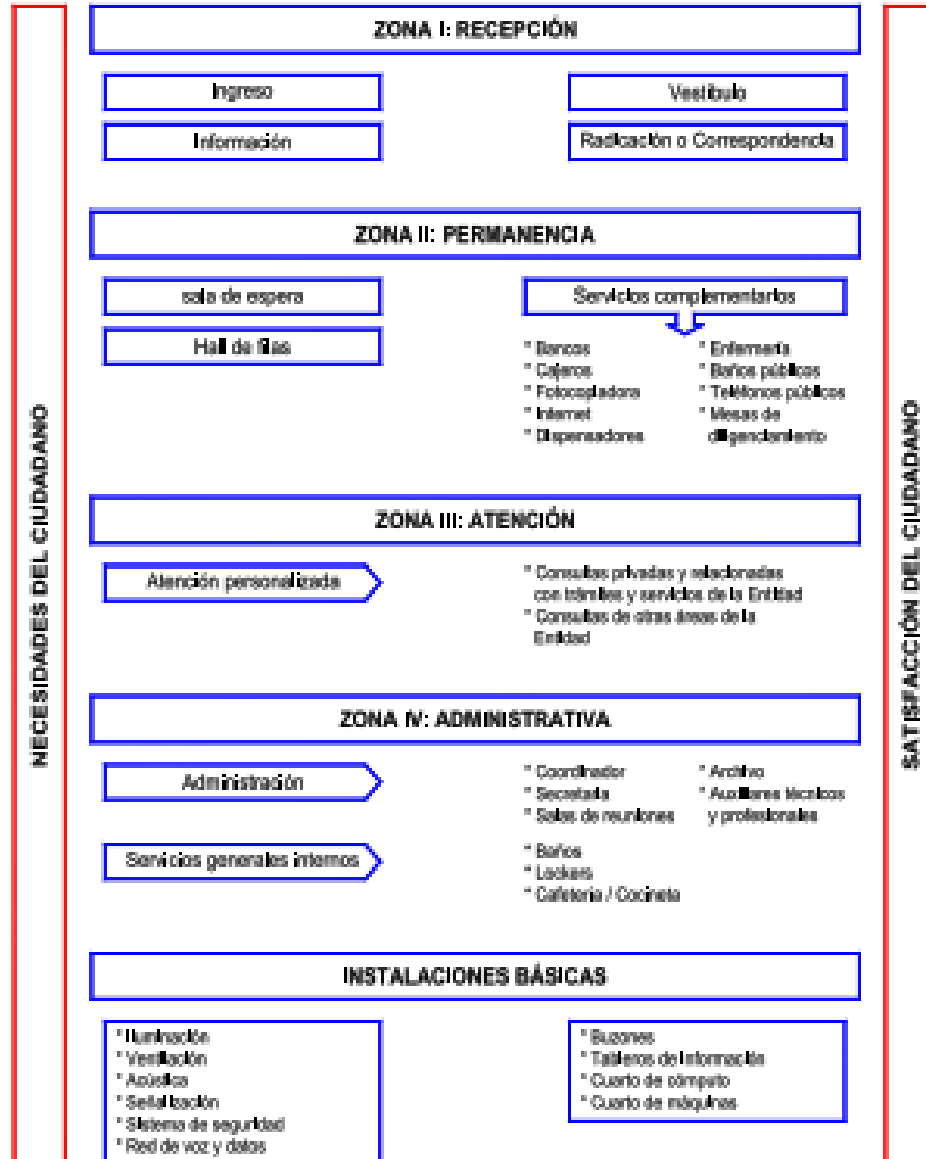 ZONA I: RECEPCIÓN
Ingreso
Vestíbulo
Información
Radicación o Correspondencia
ZONA II: PERMANENCIA
sala de espera
Servicios complementarios
Hall de filas
* Bancos
* Cajeros
* Fotocopiadora
* Internet
* Dispensadores
* Enfermería
* Baños públicos
* Teléfonos públicos
* Mesas de
diligenciamiento
ZONA III: ATENCIÓN
Atención personalizada
* Consultas privadas y relacionadas
con trámites y servicios de la Entidad
* Consultas de otras áreas de la
Entidad
ZONA IV: ADMINISTRATIVA
Administración
* Coordinador
* Secretaria
* Salas de reuniones
* Archivo
* Auxiliares técnicos
y profesionales
Servicios generales internos
* Baños
* Lockers
* Cafetería / Cocineta
INSTALACIONES BÁSICAS
* Iluminación
* Ventilación
* Acústica
* Señalización
* Sistema de seguridad
* Red de voz y datos
* Buzones
* Tableros de Información
* Cuarto de cómputo
* Cuarto de máquinas
NECESIDADES DEL CIUDADANO
SATISFACCIÓN DEL CIUDADANO